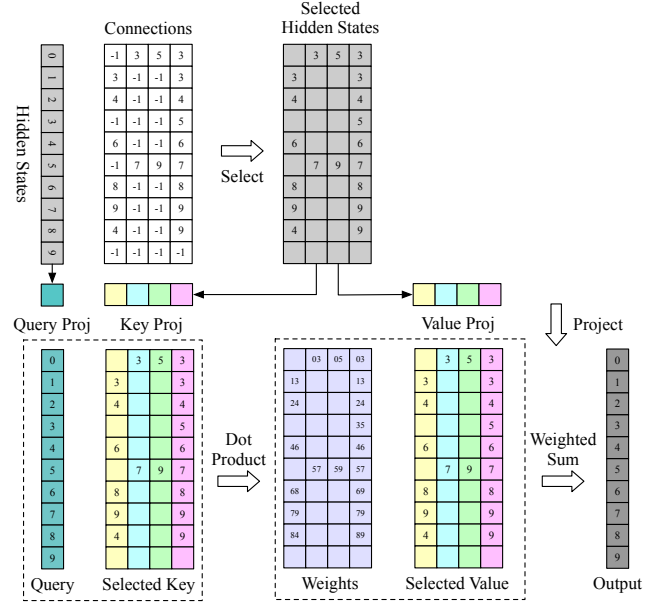 Connections
Selected
Hidden States
Hidden States
0 -1 3 5 3 3 5 3
1 3 -1 -1 3 3 3
2 4 -1 -1 4 4 4
3 -1 -1 -1 5 5
4 6 -1 -1 6 6 6
5 -1 7 9 7 7 9 7
6 8 -1 -1 8 8 8
7 9 -1 -1 9 9 9
8 4 -1 -1 9 4 9
9 -1 -1 -1 -1
Select
Query Proj
Key Proj
Value Proj
Project
0 3 5 3 03 05 03 3 5 3 0
1 3 3 13 13 3 3 1
2 4 4 24 24 4 4 2
3 5 35 5 3
4 6 6 46 46 6 6 4
5 7 9 7 57 59 57 7 9 7 5
6 8 8 68 69 8 8 6
7 9 9 79 79 9 9 7
8 4 9 84 89 4 9 8
9 9
Dot
Product
Weighted
Sum
Query
Selected Key
Weights
Selected Value
Output